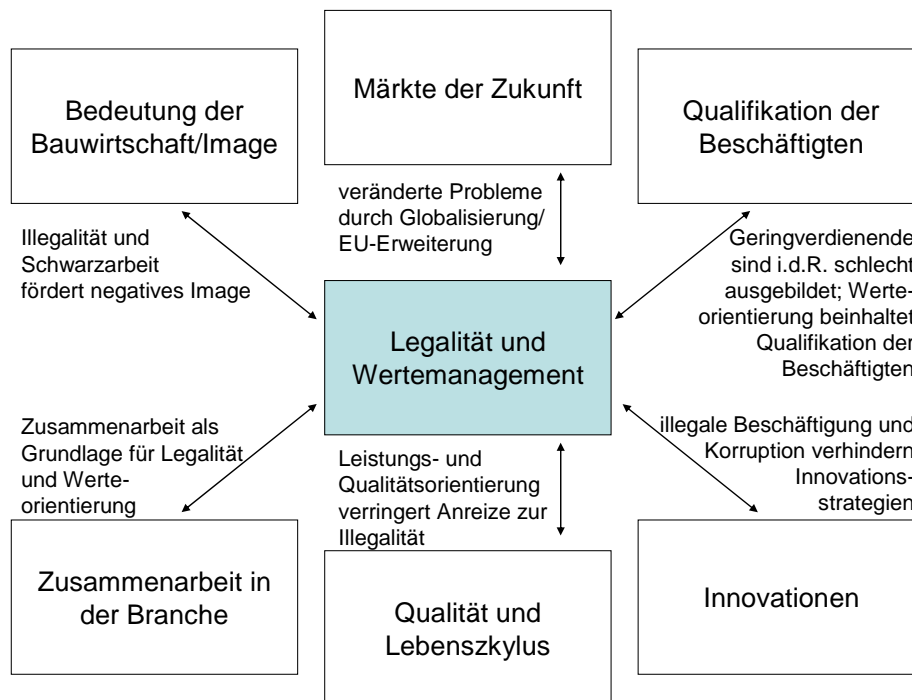 Märkte der Zukunft
Bedeutung der
Bauwirtschaft/Image
Qualifikation der
Beschäftigten
veränderte Probleme
durch Globalisierung/
EU-Erweiterung
Illegalität und
Schwarzarbeit
fördert negatives Image
Geringverdienende
sind i.d.R. schlecht
ausgebildet; Werte-
orientierung beinhaltet
Qualifikation der
Beschäftigten
Legalität und
Wertemanagement
Zusammenarbeit als
Grundlage für Legalität
und Werte-
orientierung
Leistungs- und
Qualitätsorientierung
verringert Anreize zur
Illegalität
illegale Beschäftigung und
Korruption verhindern
Innovations-
strategien
Zusammenarbeit in
der Branche
Qualität und
Lebenszkylus
Innovationen